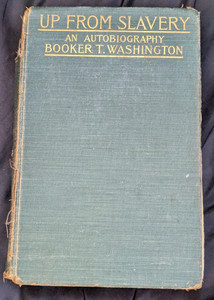 UP FROM SLAVERY
AN AUTOBIOGRAPHY
BOOKER T. WASHINGTON